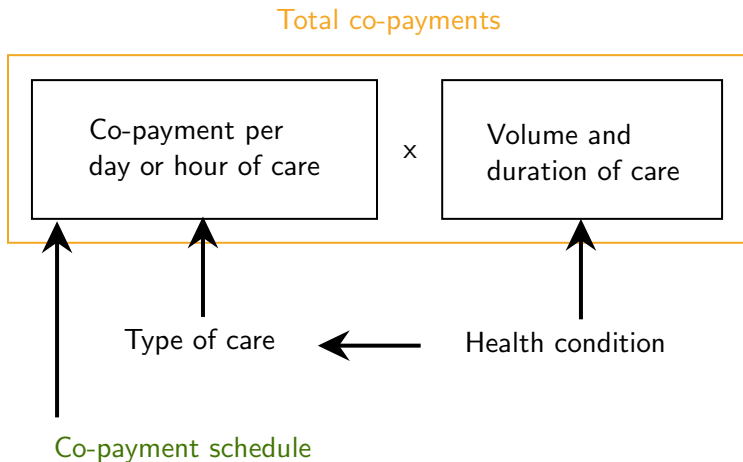 Total co-payments
Co-payment per
day or hour of care
x
Volume and
duration of care
Type of care
Health condition
Co-payment schedule